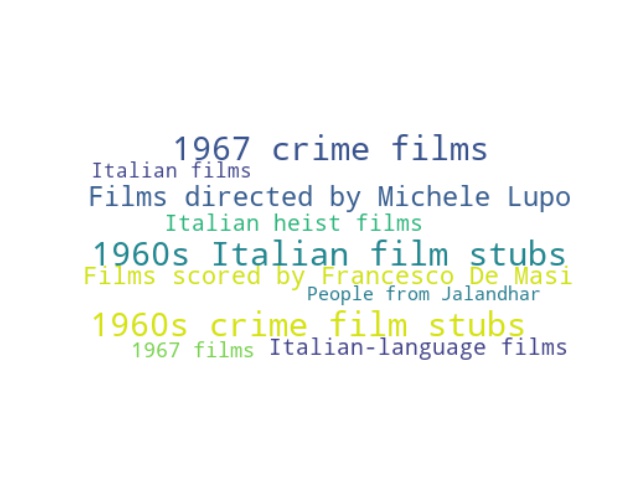 1967 crime films
Italian films
Films directed by Michele Lupo
Italian heist films
1960s Italian film stubs
Films scored by Francesco De Masi
People from Jalandhar
1960s crime film stubs
1967 films
Italian-language films